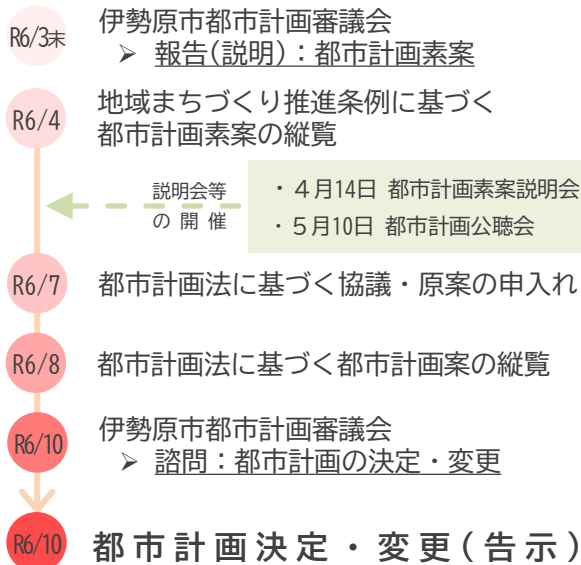 R6/3末
伊勢原市都市計画審議会
➢ 報告(説明)：都市計画素案
R6/4
地域まちづくり推進条例に基づく
都市計画素案の縦覧
説明会等
の 開 催
・４月14日 都市計画素案説明会
・５月10日 都市計画公聴会
R6/7
都市計画法に基づく協議・原案の申入れ
R6/8
都市計画法に基づく都市計画案の縦覧
R6/10
伊勢原市都市計画審議会
➢ 諮問：都市計画の決定・変更
R6/10
都市計画決定・変更(告示)